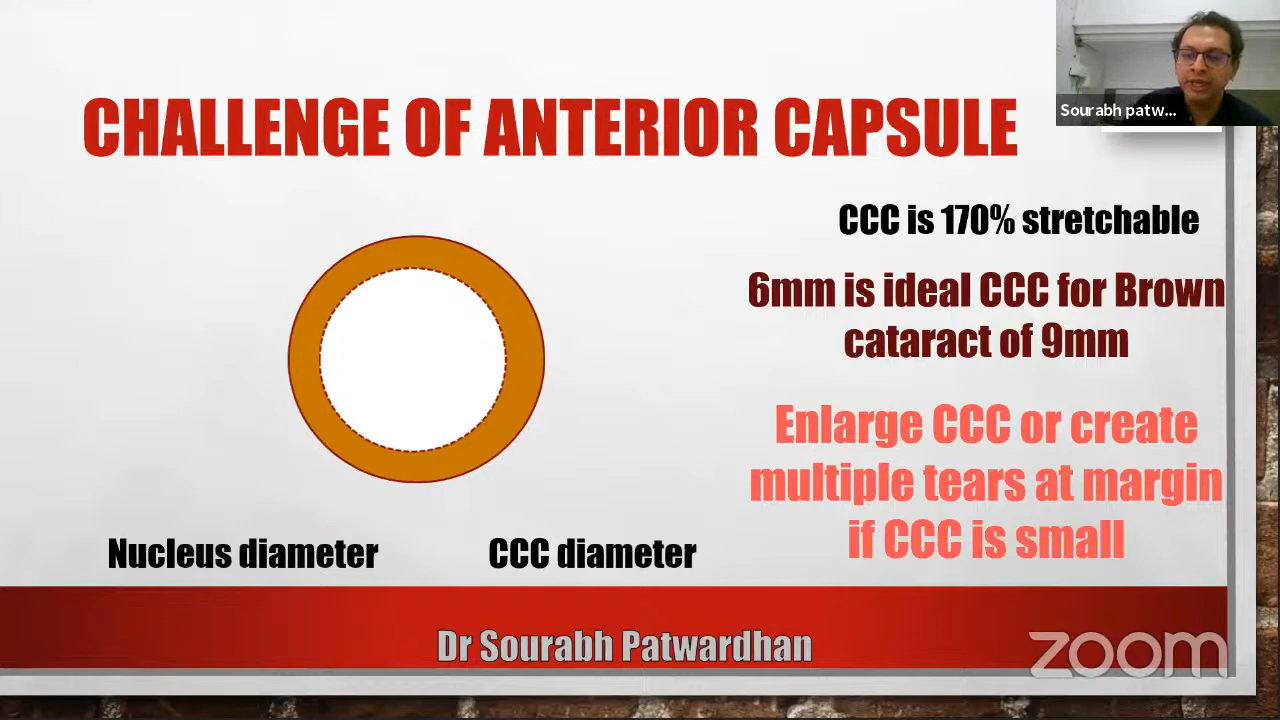 Sourabh patw...
CHALLENGE OF ANTERIOR CAPSULE
CCC is 170% stretchable
6mm is ideal CCC for Brown
cataract of 9mm
Enlarge CCC or create
multiple tears at margin
if CCC is small
Nucleus diameter
CCC diameter
Dr Sourabh Patwardhan
zoom